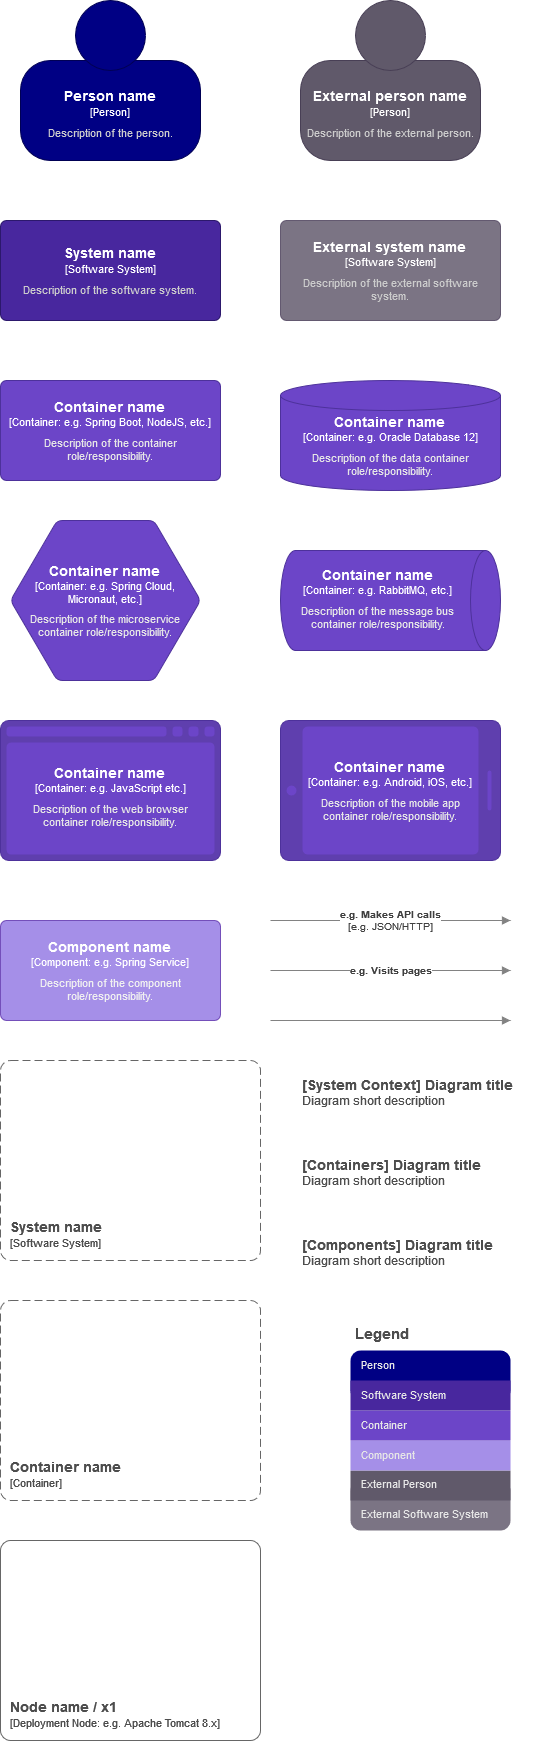 Person name
[Person]
Description of the person.
External person name
[Person]
Description of the external person.
System name
[Software System]
Description of the software system.
External system name
[Software System]
Description of the external software
system.
Container name
[Container: e.g. Spring Boot, NodeJS, etc.]
Description of the container
role/responsibility.
Container name
[Container: e.g. Oracle Database 12]
Description of the data container
role/responsibility.
Container name
[Container: e.g. Spring Cloud,
Micronaut, etc.]
Description of the microservice
container role/responsibility.
Container name
[Container: e.g. RabbitMQ, etc.]
Description of the message bus
container role/responsibility.
Container name
[Container: e.g. JavaScript etc.]
Description of the web browser
container role/responsibility.
Container name
[Container: e.g. Android, iOS, etc.]
Description of the mobile app
container role/responsibility.
Component name
[Component: e.g. Spring Service]
Description of the component
role/responsibility.
e.g. Makes API calls
[e.g. JSON/HTTP]
e.g. Visits pages
System name
[Software System]
[System Context] Diagram title
Diagram short description
[Containers] Diagram title
Diagram short description
[Components] Diagram title
Diagram short description
Container name
[Container]
Legend
Person
Software System
Container
Component
External Person
External Software System
Node name / x1
[Deployment Node: e.g. Apache Tomcat 8.x]